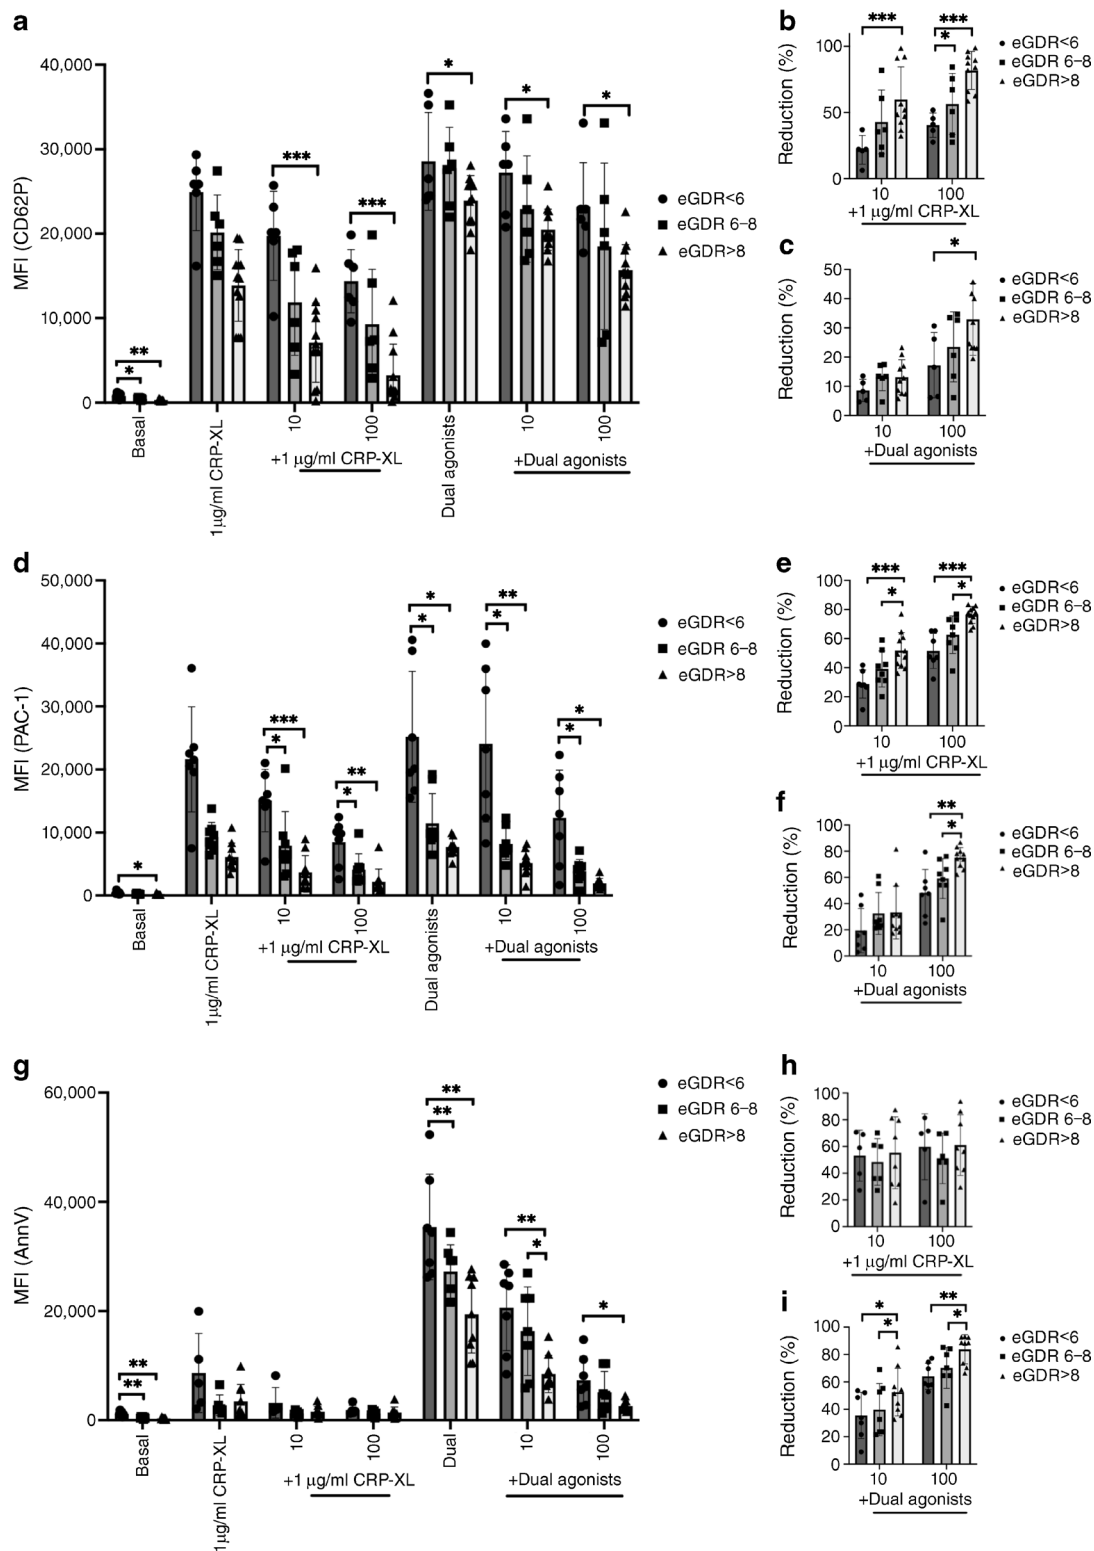 a
MFI (CD62P)
40,000
30,000
20,000
10,000
0
**
*
***
***
*
*
*
eGDR<6
eGDR 6–8
eGDR>8
Basal
1μg/ml CRP-XL
10
100
+1 μg/ml CRP-XL
Dual agonists
10
100
+Dual agonists
b
Reduction (%)
100
50
0
***
***
*
eGDR<6
eGDR 6–8
eGDR>8
10
100
+1 μg/ml CRP-XL
c
Reduction (%)
50
40
30
20
10
0
*
eGDR<6
eGDR 6–8
eGDR>8
10
100
+Dual agonists
d
MFI (PAC-1)
50,000
40,000
30,000
20,000
10,000
0
*
***
*
**
*
*
*
**
*
*
*
eGDR<6
eGDR 6–8
eGDR>8
Basal
1μg/ml CRP-XL
10
100
+1 μg/ml CRP-XL
Dual agonists
10
100
+Dual agonists
e
Reduction (%)
100
80
60
40
20
0
***
*
***
*
eGDR<6
eGDR 6–8
eGDR>8
10
100
+1 μg/ml CRP-XL
f
Reduction (%)
100
80
60
40
20
0
**
*
eGDR<6
eGDR 6–8
eGDR>8
10
100
+Dual agonists
g
MFI (AnnV)
60,000
40,000
20,000
0
**
**
**
**
**
*
*
eGDR<6
eGDR 6–8
eGDR>8
Basal
1μg/ml CRP-XL
10
100
+1 μg/ml CRP-XL
Dual
10
100
+Dual agonists
h
Reduction (%)
100
80
60
40
20
0
eGDR<6
eGDR 6–8
eGDR>8
10
100
+1 μg/ml CRP-XL
i
Reduction (%)
100
80
60
40
20
0
*
*
**
*
eGDR<6
eGDR 6–8
eGDR>8
10
100
+Dual agonists